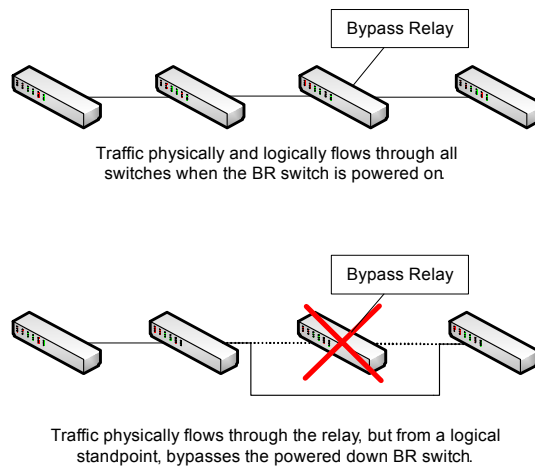 Bypass Relay
Traffic physically and logically flows through all
switches when the BR switch is powered on.
Bypass Relay
Traffic physically flows through the relay, but from a logical
standpoint, bypasses the powered down BR switch.